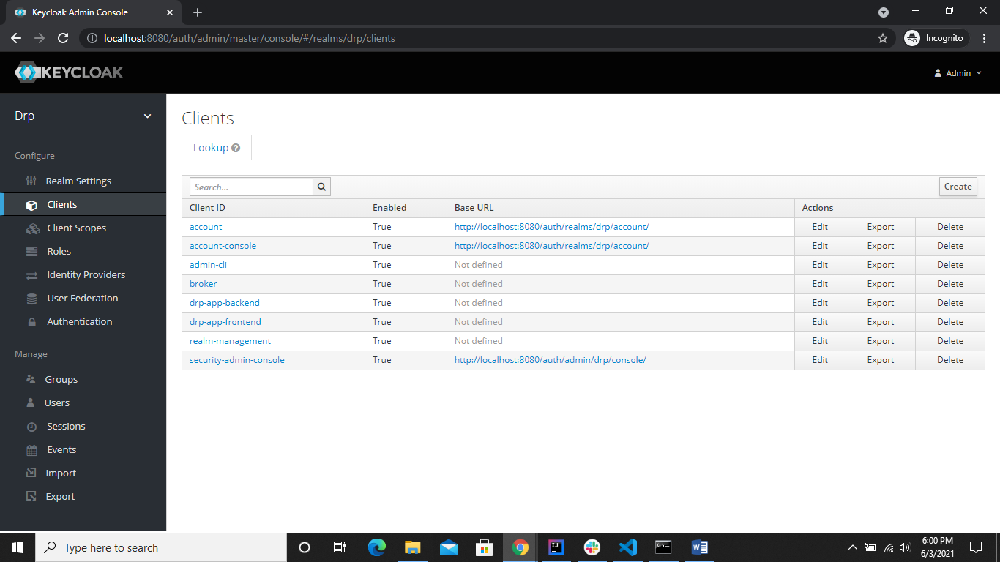 Keycloak Admin Console
localhost:8080/auth/admin/master/console/#/realms/drp/clients
Incognito
KEYCLOAK
Admin
Drp
Configure
Realm Settings
Clients
Client Scopes
Roles
Identity Providers
User Federation
Authentication
Manage
Groups
Users
Sessions
Events
Import
Export
Clients
Lookup
Search...
Create
Client ID Enabled Base URL Actions
account True http://localhost:8080/auth/realms/drp/account/ Edit Export Delete
account-console True http://localhost:8080/auth/realms/drp/account/ Edit Export Delete
admin-cli True Not defined Edit Export Delete
broker True Not defined Edit Export Delete
drp-app-backend True Not defined Edit Export Delete
drp-app-frontend True Not defined Edit Export Delete
realm-management True Not defined Edit Export Delete
security-admin-console True http://localhost:8080/auth/admin/drp/console/ Edit Export Delete
Type here to search
6:00 PM
6/3/2021